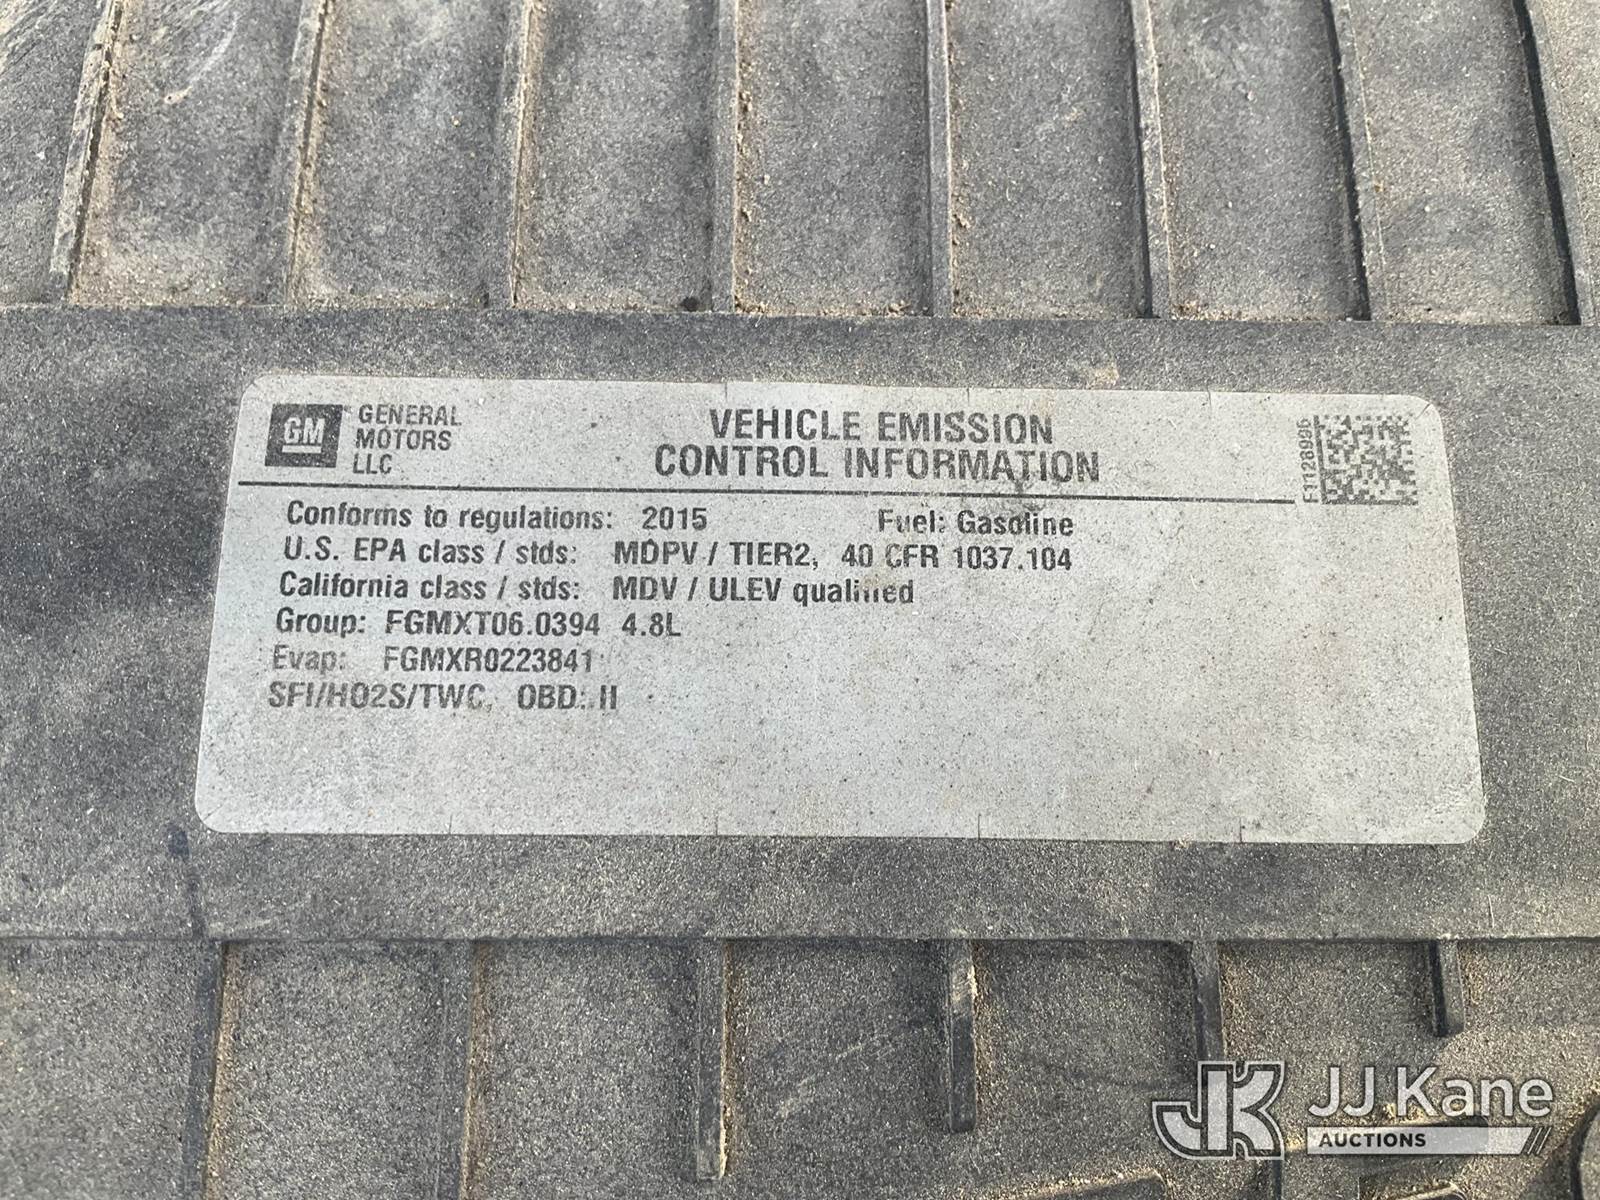 GM GENERAL MOTORS LLC
VEHICLE EMISSION
CONTROL INFORMATION
F1128996
Conforms to regulations: 2015 Fuel: Gasoline
U.S. EPA class / stds: MDPV / TIER2, 40 CFR 1037.104
California class / stds: MDV / ULEV qualified
Group: FGMXT06.0394 4.8L
Evap: FGMXR0223841
SFI/HO2S/TWC, OBD: II
JK JJ Kane
AUCTIONS